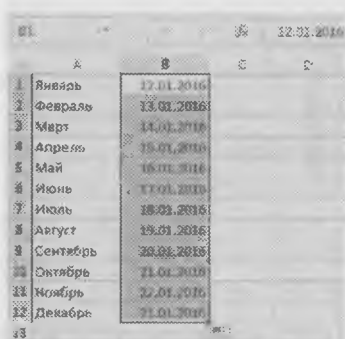 B1 fx 12.01.2016
A B C D
1 Январь 12.01.2016
2 Февраль 13.01.2016
3 Март 14.01.2016
4 Апрель 15.01.2016
5 Май 16.01.2016
6 Июнь 17.01.2016
7 Июль 18.01.2016
8 Август 19.01.2016
9 Сентябрь 20.01.2016
10 Октябрь 21.01.2016
11 Ноябрь 22.01.2016
12 Декабрь
13